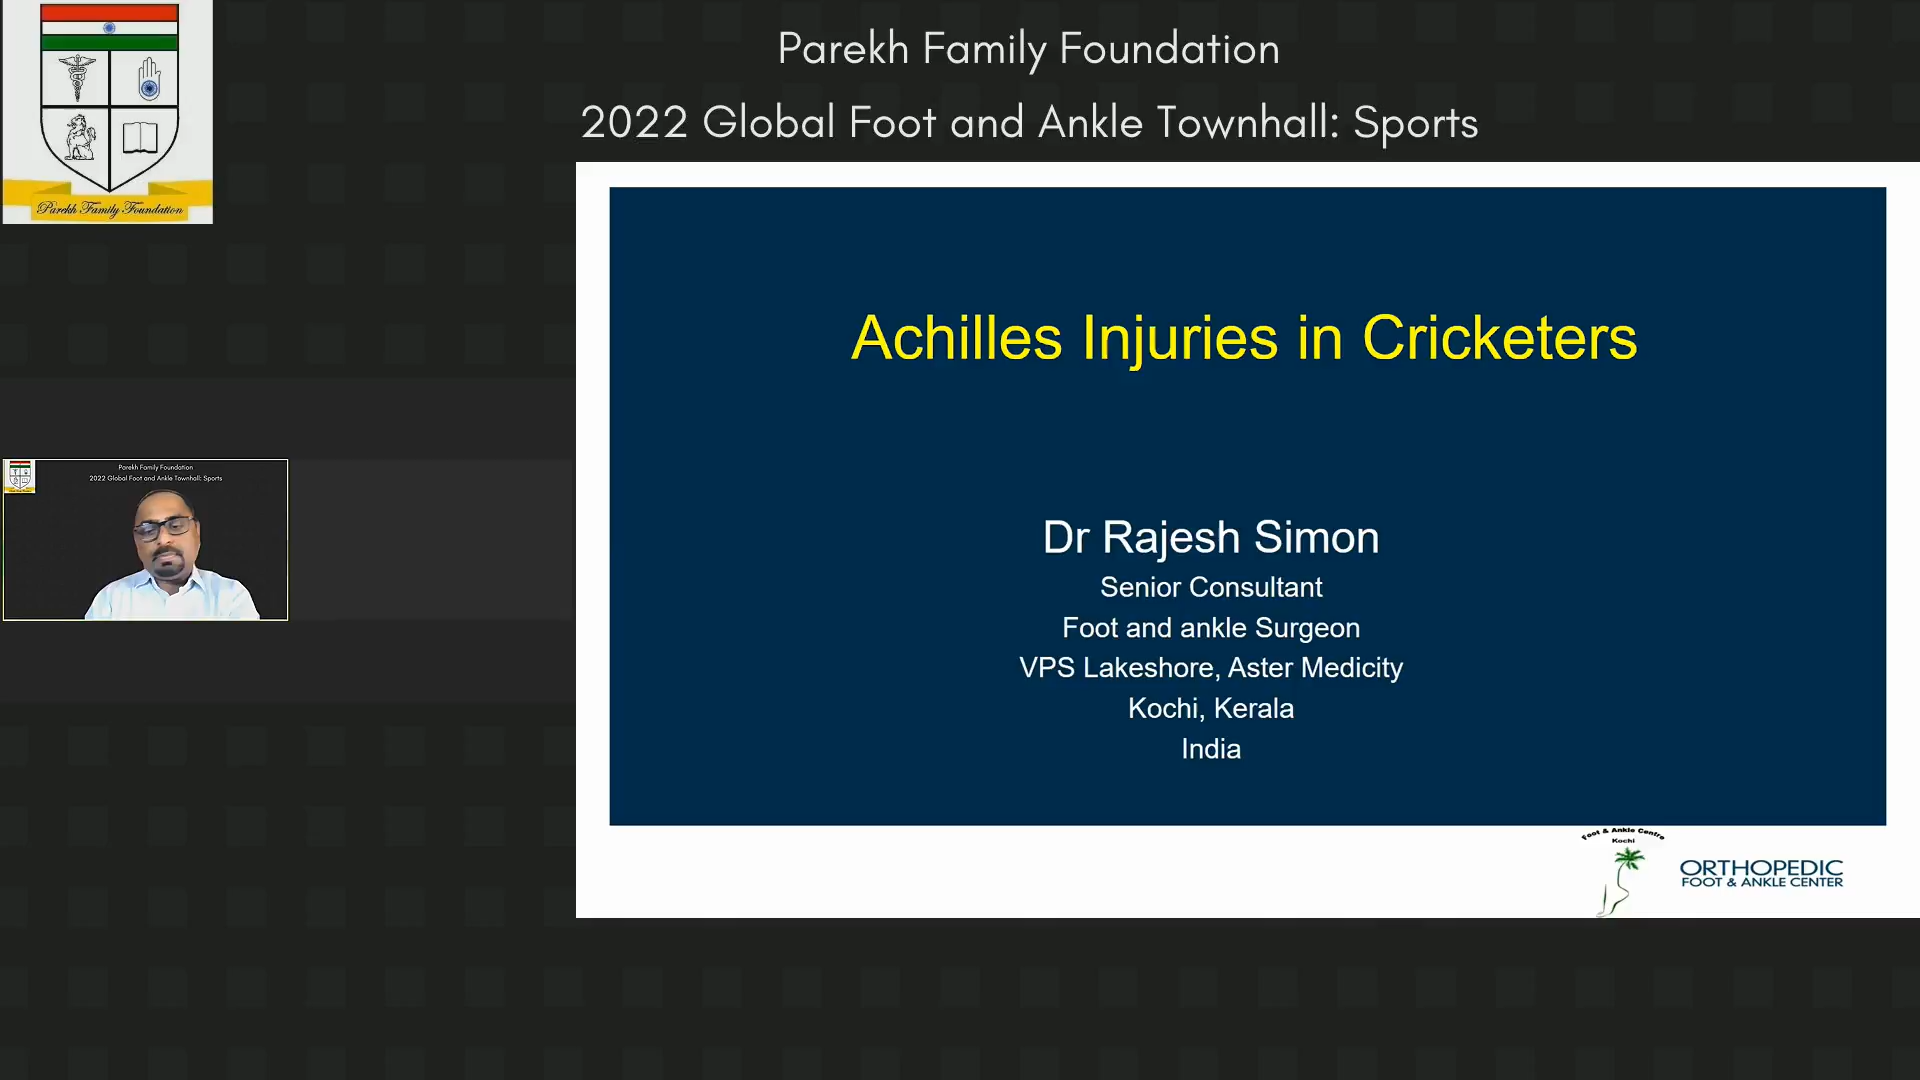 Parekh Family Foundation
2022 Global Foot and Ankle Townhall: Sports
Parekh Family Foundation
Parekh Family Foundation
2022 Global Foot and Ankle Townhall: Sports
Achilles Injuries in Cricketers
Dr Rajesh Simon
Senior Consultant
Foot and ankle Surgeon
VPS Lakeshore, Aster Medicity
Kochi, Kerala
India
Foot & Ankle Centre
Kochi
ORTHOPEDIC
FOOT & ANKLE CENTER